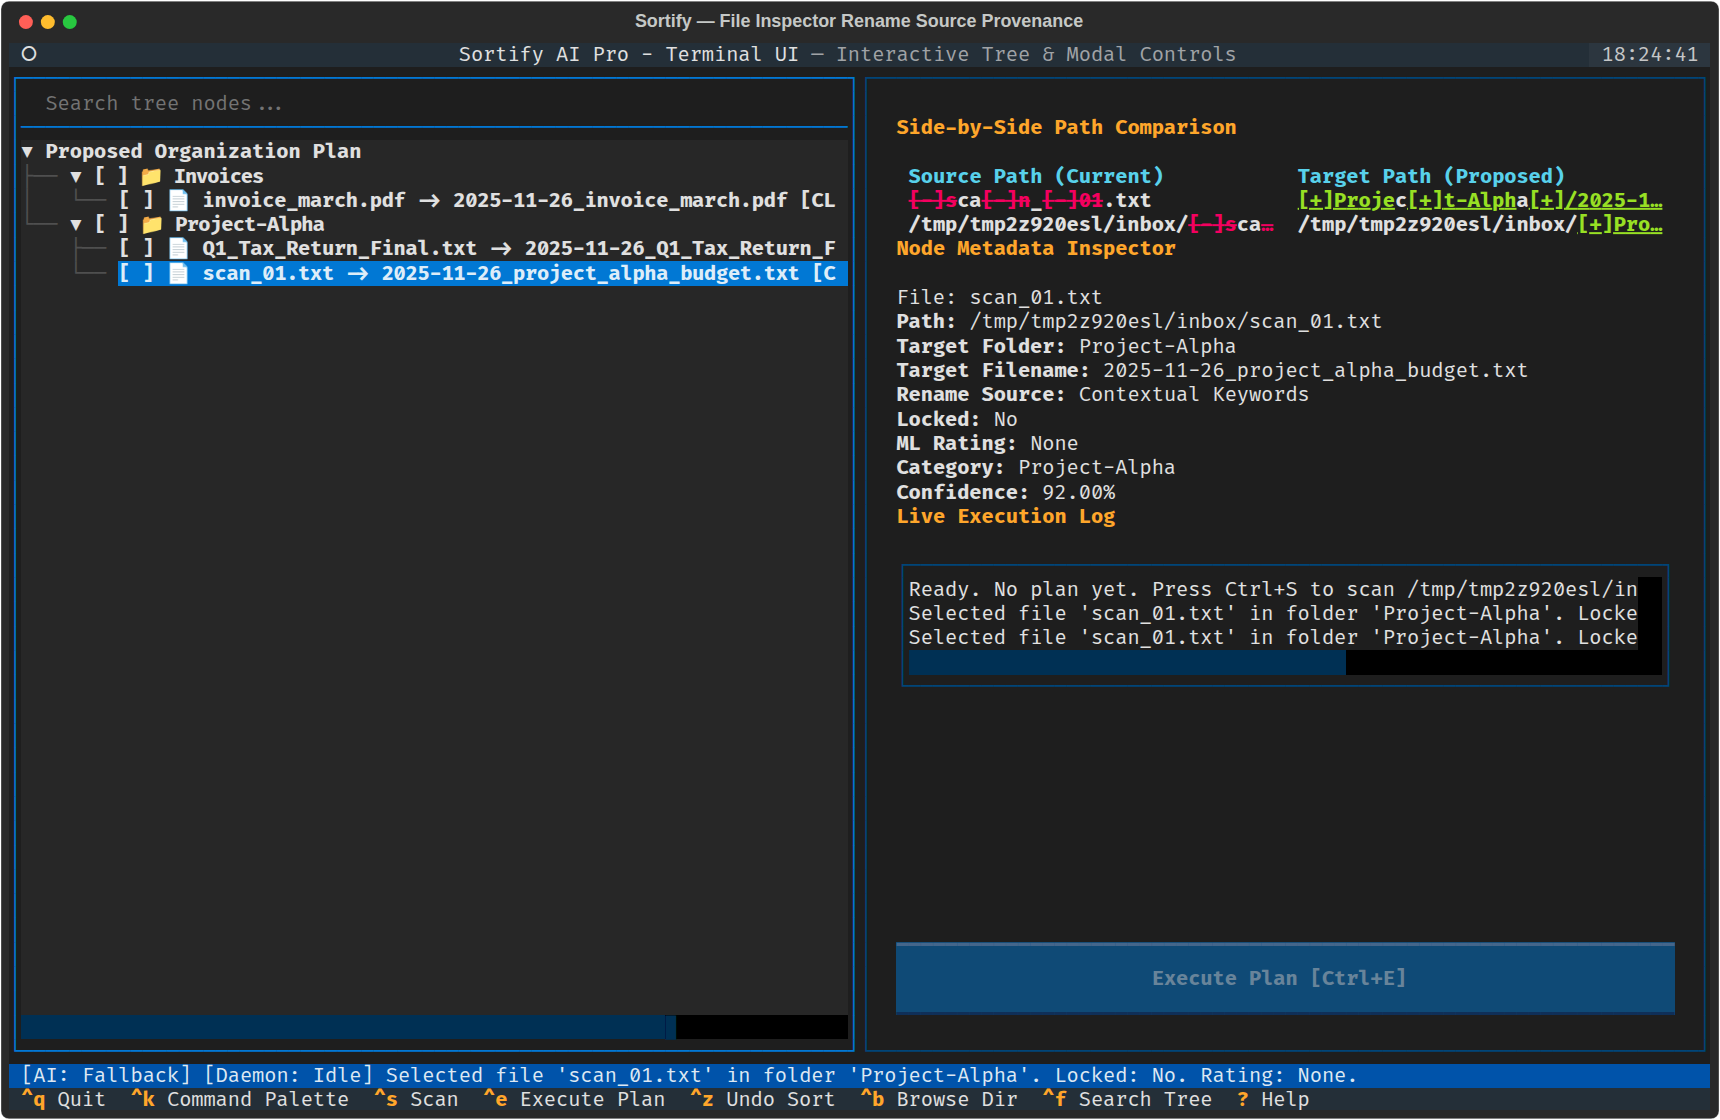 Sortify — File Inspector Rename Source Provenance
Sortify AI Pro - Terminal UI — Interactive Tree & Modal Controls
18:24:41
Search tree nodes...
▼ Proposed Organization Plan
▼ [ ] 📁 Invoices
[ ] 📄 invoice_march.pdf → 2025-11-26_invoice_march.pdf [CL
▼ [ ] 📁 Project-Alpha
[ ] 📄 Q1_Tax_Return_Final.txt → 2025-11-26_Q1_Tax_Return_F
[ ] 📄 scan_01.txt → 2025-11-26_project_alpha_budget.txt [C
Side-by-Side Path Comparison
Source Path (Current) Target Path (Proposed)
[-]sca[-]n_[-]01.txt [+]Projec[+]t-Alpha[+]/2025-1…
/tmp/tmp2z920esl/inbox/[-]sca… /tmp/tmp2z920esl/inbox/[+]Pro…
Node Metadata Inspector
File: scan_01.txt
Path: /tmp/tmp2z920esl/inbox/scan_01.txt
Target Folder: Project-Alpha
Target Filename: 2025-11-26_project_alpha_budget.txt
Rename Source: Contextual Keywords
Locked: No
ML Rating: None
Category: Project-Alpha
Confidence: 92.00%
Live Execution Log
Ready. No plan yet. Press Ctrl+S to scan /tmp/tmp2z920esl/in
Selected file 'scan_01.txt' in folder 'Project-Alpha'. Locke
Selected file 'scan_01.txt' in folder 'Project-Alpha'. Locke
Execute Plan [Ctrl+E]
[AI: Fallback] [Daemon: Idle] Selected file 'scan_01.txt' in folder 'Project-Alpha'. Locked: No. Rating: None.
^q Quit ^k Command Palette ^s Scan ^e Execute Plan ^z Undo Sort ^b Browse Dir ^f Search Tree ? Help